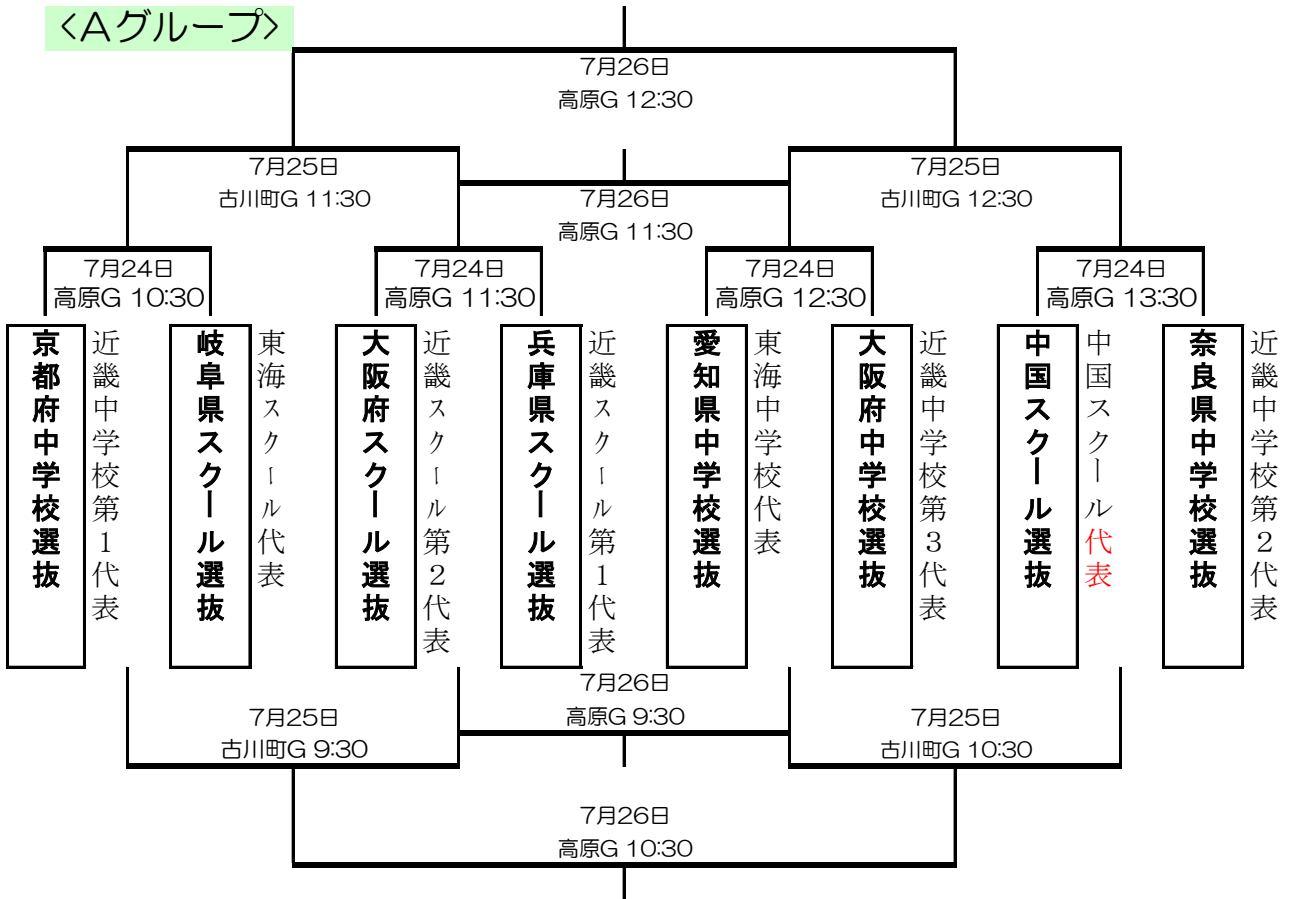 <Aグループ>
7月26日
高原G 12:30
7月25日
古川町G 11:30
7月26日
高原G 11:30
7月25日
古川町G 12:30
7月24日
高原G 10:30
7月24日
高原G 11:30
7月24日
高原G 12:30
7月24日
高原G 13:30
京都府中学校選抜
近畿中学校第1代表
岐阜県スクール選抜
東海スクール代表
大阪府スクール選抜
近畿スクール第2代表
兵庫県スクール選抜
近畿スクール第1代表
愛知県中学校選抜
東海中学校代表
大阪府中学校選抜
近畿中学校第3代表
中国スクール選抜
中国スクール代表
奈良県中学校選抜
近畿中学校第2代表
7月25日
古川町G 9:30
7月26日
高原G 9:30
7月25日
古川町G 10:30
7月26日
高原G 10:30